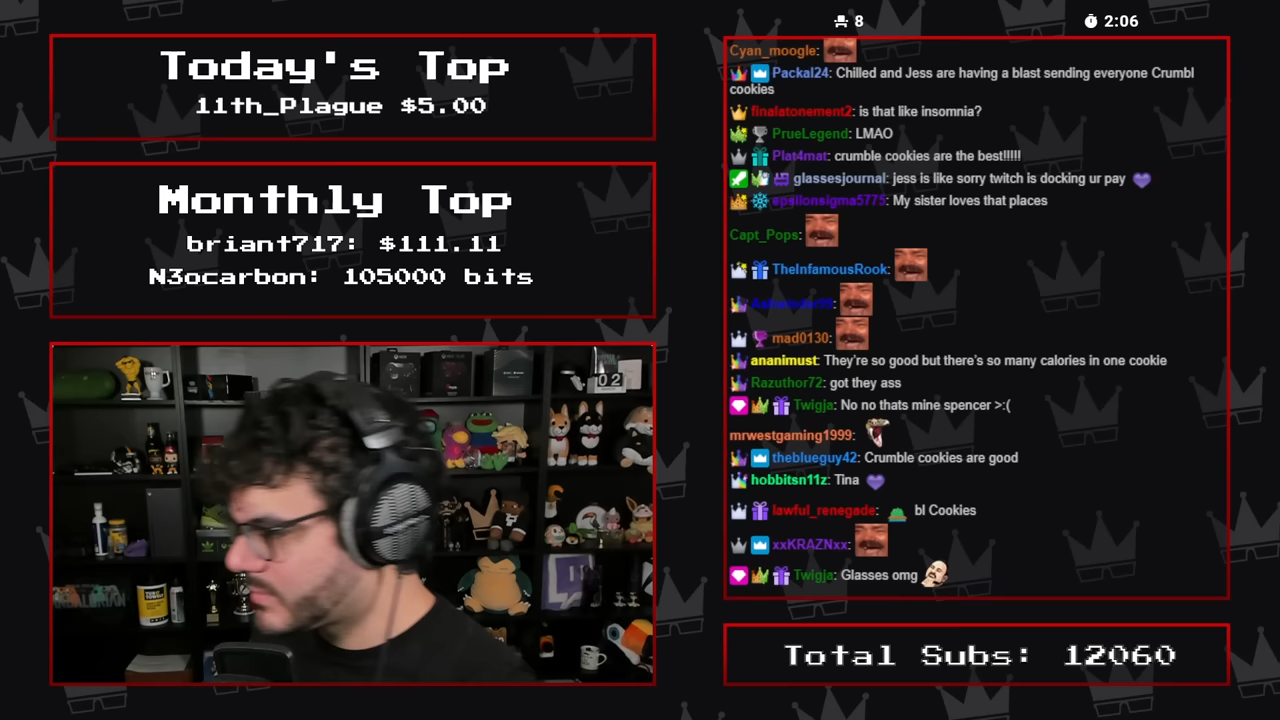 8
2:06
Today's Top
11th_Plague $5.00
Monthly Top
briant717: $111.11
N3ocarbon: 105000 bits
02
Cyan_moogle:
Packal24: Chilled and Jess are having a blast sending everyone Crumbl
cookies
finalatonement2: is that like insomnia?
PrueLegend: LMAO
Plat4mat: crumble cookies are the best!!!!!
glassesjournal: jess is like sorry twitch is docking ur pay
epsilonsigma5775: My sister loves that places
Capt_Pops:
TheInfamousRook:
mad0130:
ananimust: They're so good but there's so many calories in one cookie
Razuthor72: got they ass
Twigja: No no thats mine spencer >:(
mrwestgaming1999:
theblueguy42: Crumble cookies are good
hobbitsn11z: Tina
lawful_renegade: bl Cookies
xxKRAZNxx:
Twigja: Glasses omg
Total Subs: 12060